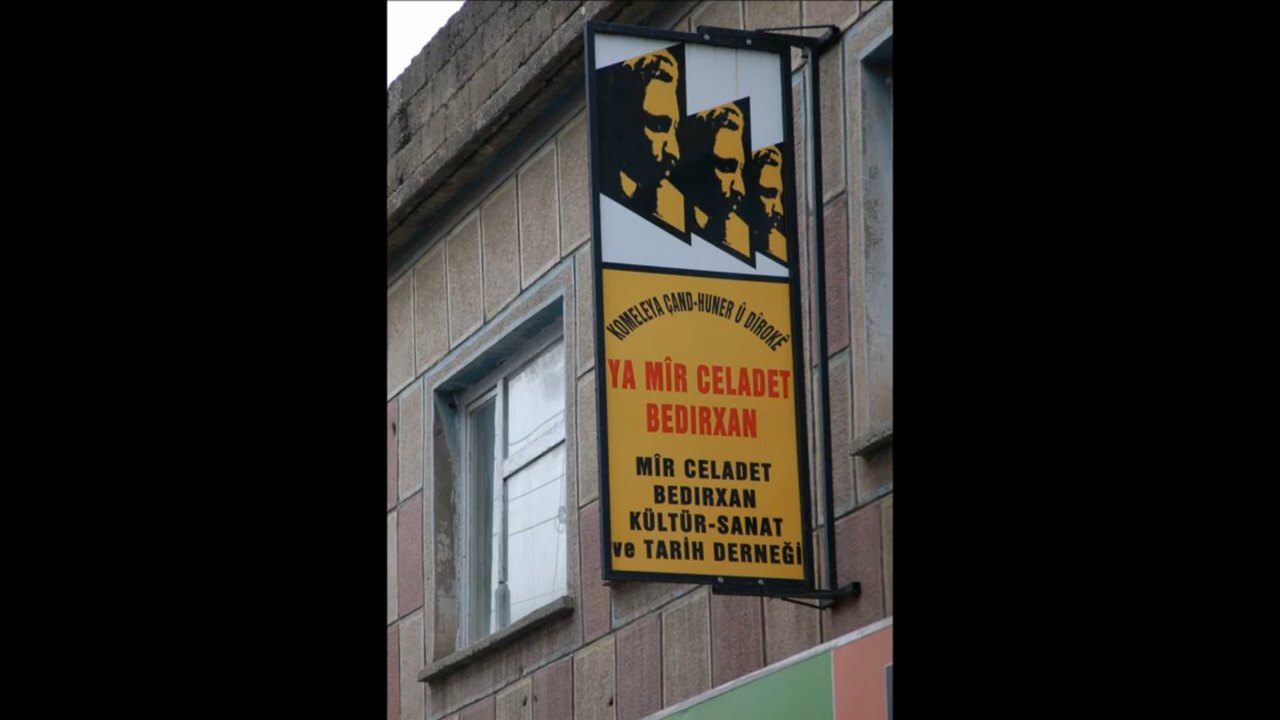 KOMELEYA ÇAND-HUNER Û DÎROKÊ
YA MÎR CELADET
BEDIRXAN
MÎR CELADET
BEDIRXAN
KÜLTÜR-SANAT
ve TARİH DERNEĞİ